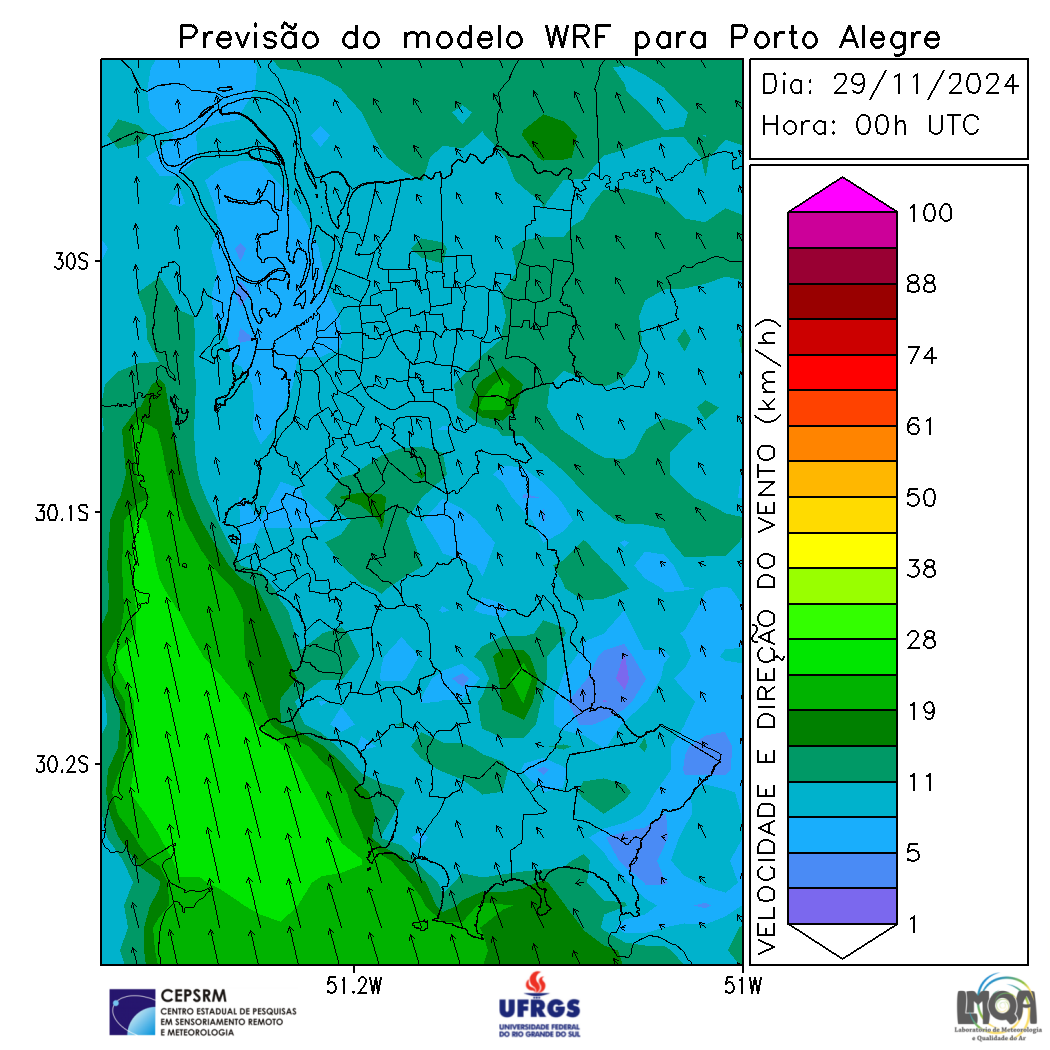 Previsão do modelo WRF para Porto Alegre
Dia: 29/11/2024
Hora: 00h UTC
30S
30.1S
30.2S
51.2W
51W
VELOCIDADE E DIREÇÃO DO VENTO (km/h)
100
88
74
61
50
38
28
19
11
5
1
CEPSRM
CENTRO ESTADUAL DE PESQUISAS
EM SENSORIAMENTO REMOTO
E METEOROLOGIA
UFRGS
UNIVERSIDADE FEDERAL
DO RIO GRANDE DO SUL
LMQA
Laboratório de Meteorologia
e Qualidade do Ar